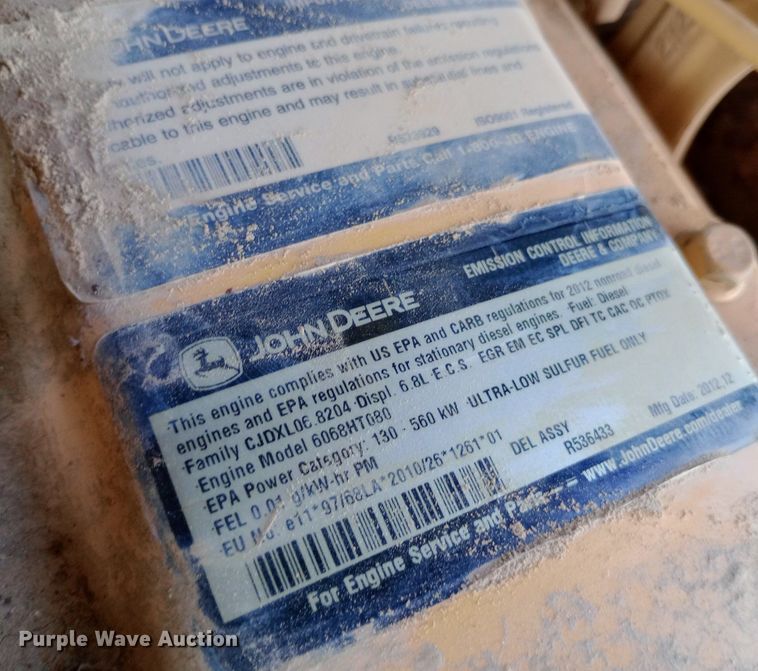 JOHN DEERE
will not apply to engine and drivetrain failures
adjustments to this engine.
adjustments are in violation of the emission regulations
cable to this engine and may result in substantial fines and
ISO9001 Registered
Engine Service and Parts Call 1-800-JD ENGINE
EMISSION CONTROL INFORMATION
DEERE & COMPANY
JOHN DEERE
This engine complies with US EPA and CARB regulations for 2012 nonroad diesel
engines and EPA regulations for stationary diesel engines. Fuel Diesel
Family CJDXL06.8204 Displ 6.8L E.C.S. EGR EM EC SPL DFI TC CAC OC PTOX
Engine Model 6068HT080
EPA Power Category: 130 - 560 kW ULTRA-LOW SULFUR FUEL ONLY
FEL 0.01 g/kW-hr PM
EU No. e11*97/68LA*2010/26*1261*01
DEL ASSY
R536433
Mfg Date: 2012.12
For Engine Service and Parts — www.JohnDeere.com/dealer
Purple Wave Auction